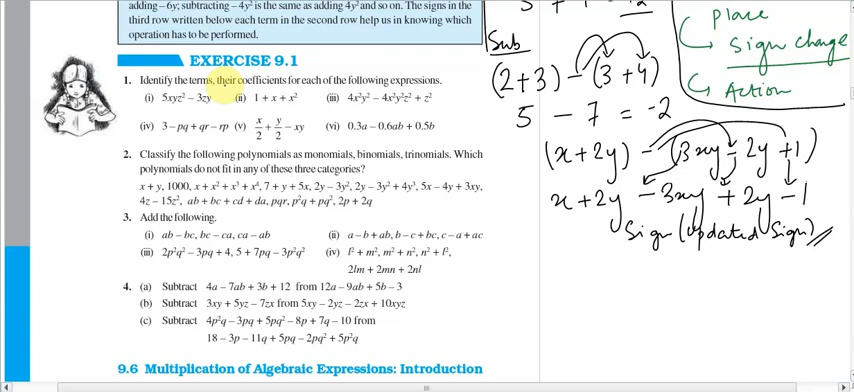 adding – 6y; subtracting – 4y² is the same as adding 4y² and so on. The signs in the
third row written below each term in the second row help us in knowing which
operation has to be performed.
EXERCISE 9.1
1. Identify the terms, their coefficients for each of the following expressions.
(i) 5xyz² – 3zy (ii) 1 + x + x² (iii) 4x²y² – 4x²y²z² + z²
(iv) 3 – pq + qr – rp (v) x/2 + y/2 – xy (vi) 0.3a – 0.6ab + 0.5b
2. Classify the following polynomials as monomials, binomials, trinomials. Which
polynomials do not fit in any of these three categories?
x + y, 1000, x + x² + x³ + x⁴, 7 + y + 5x, 2y – 3y², 2y – 3y² + 4y³, 5x – 4y + 3xy,
4z – 15z², ab + bc + cd + da, pqr, p²q + pq², 2p + 2q
3. Add the following.
(i) ab – bc, bc – ca, ca – ab (ii) a – b + ab, b – c + bc, c – a + ac
(iii) 2p²q² – 3pq + 4, 5 + 7pq – 3p²q² (iv) l² + m², m² + n², n² + l²,
2lm + 2mn + 2nl
4. (a) Subtract 4a – 7ab + 3b + 12 from 12a – 9ab + 5b – 3
(b) Subtract 3xy + 5yz – 7zx from 5xy – 2yz – 2zx + 10xyz
(c) Subtract 4p²q – 3pq + 5pq² – 8p + 7q – 10 from
18 – 3p – 11q + 5pq – 2pq² + 5p²q
9.6 Multiplication of Algebraic Expressions: Introduction
Sub
(2+3) – (3+4)
5 – 7 = -2
(x+2y) – (3xy – 2y + 1)
x + 2y – 3xy + 2y – 1
Sign (updated Sign)
Place
Sign change
Action